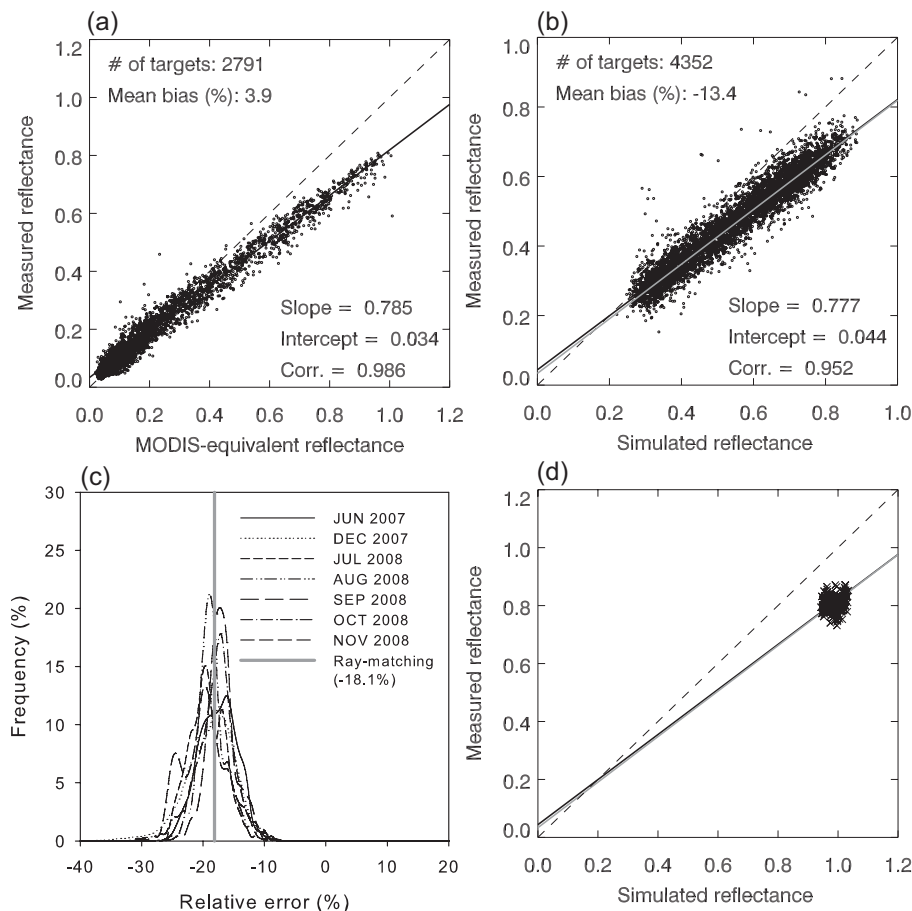 (a)
1.2
1.0
0.8
0.6
0.4
0.2
0.0
Measured reflectance
# of targets: 2791
Mean bias (%): 3.9
Slope = 0.785
Intercept = 0.034
Corr. = 0.986
0.0 0.2 0.4 0.6 0.8 1.0 1.2
MODIS-equivalent reflectance
(b)
1.0
0.8
0.6
0.4
0.2
0.0
Measured reflectance
# of targets: 4352
Mean bias (%): -13.4
Slope = 0.777
Intercept = 0.044
Corr. = 0.952
0.0 0.2 0.4 0.6 0.8 1.0
Simulated reflectance
(c)
30
25
20
15
10
5
0
Frequency (%)
JUN 2007
DEC 2007
JUL 2008
AUG 2008
SEP 2008
OCT 2008
NOV 2008
Ray-matching
(-18.1%)
-40 -30 -20 -10 0 10 20
Relative error (%)
(d)
1.2
1.0
0.8
0.6
0.4
0.2
0.0
Measured reflectance
0.0 0.2 0.4 0.6 0.8 1.0 1.2
Simulated reflectance